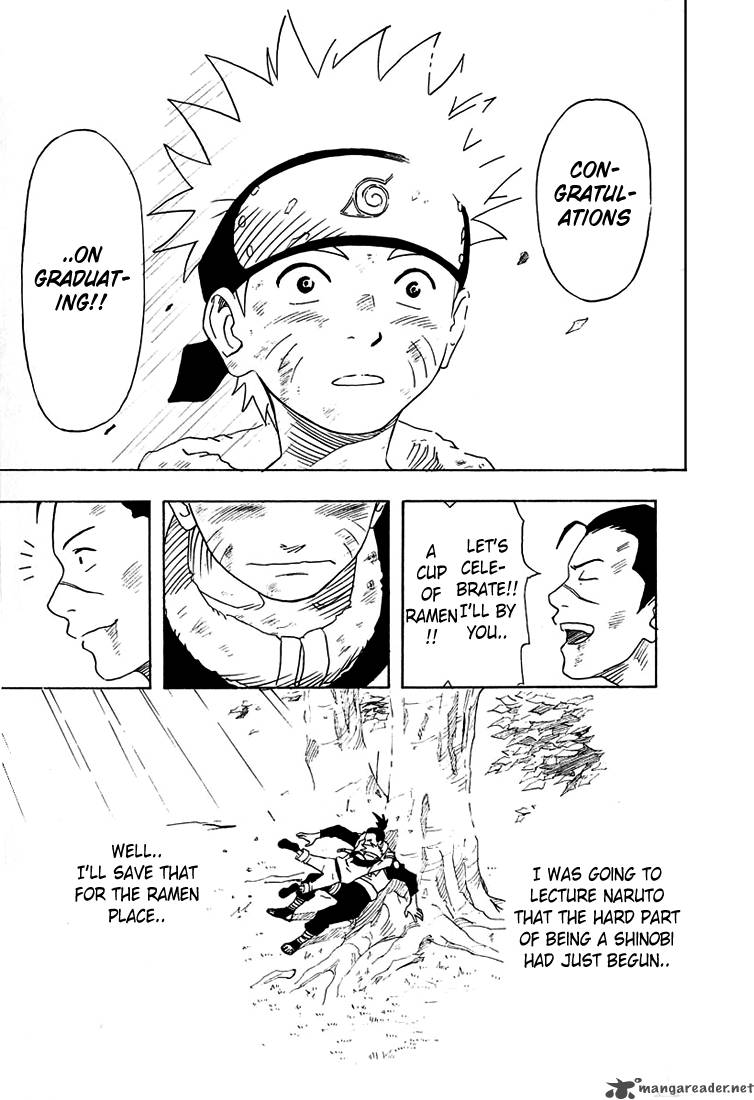 CON-
GRATUL-
ATIONS
..ON
GRADUAT-
ING!!
LET'S
CELE-
BRATE!!
I'LL BY
YOU..
A
CUP
OF
RAMEN
!!
I WAS GOING TO
LECTURE NARUTO
THAT THE HARD PART
OF BEING A SHINOBI
HAD JUST BEGUN..
WELL..
I'LL SAVE THAT
FOR THE RAMEN
PLACE..
mangareader.net